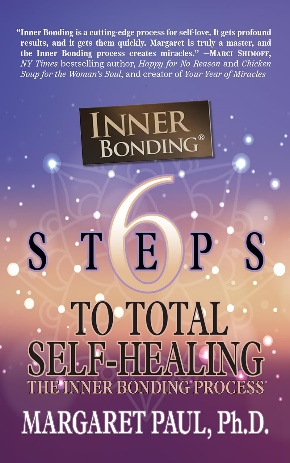 “Inner Bonding is a cutting-edge process for self-love. It gets profound
results, and it gets them quickly. Margaret is truly a master, and
the Inner Bonding process creates miracles.” —MARCI SHIMOFF,
NY Times bestselling author, Happy for No Reason and Chicken
Soup for the Woman's Soul, and creator of Your Year of Miracles
INNER
BONDING®
6
STEPS
TO TOTAL
SELF-HEALING
THE INNER BONDING PROCESS
MARGARET PAUL, Ph.D.